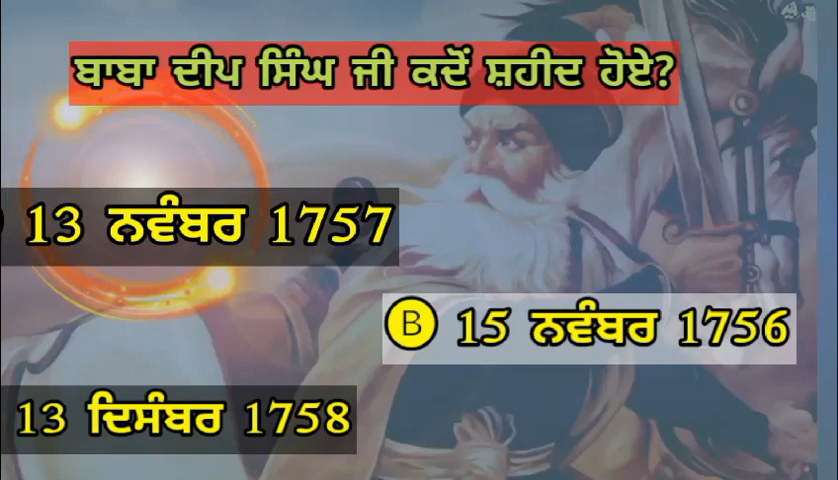 ਬਾਬਾ ਦੀਪ ਸਿੰਘ ਜੀ ਕਦੋਂ ਸ਼ਹੀਦ ਹੋਏ?
13 ਨਵੰਬਰ 1757
B 15 ਨਵੰਬਰ 1756
13 ਦਿਸੰਬਰ 1758